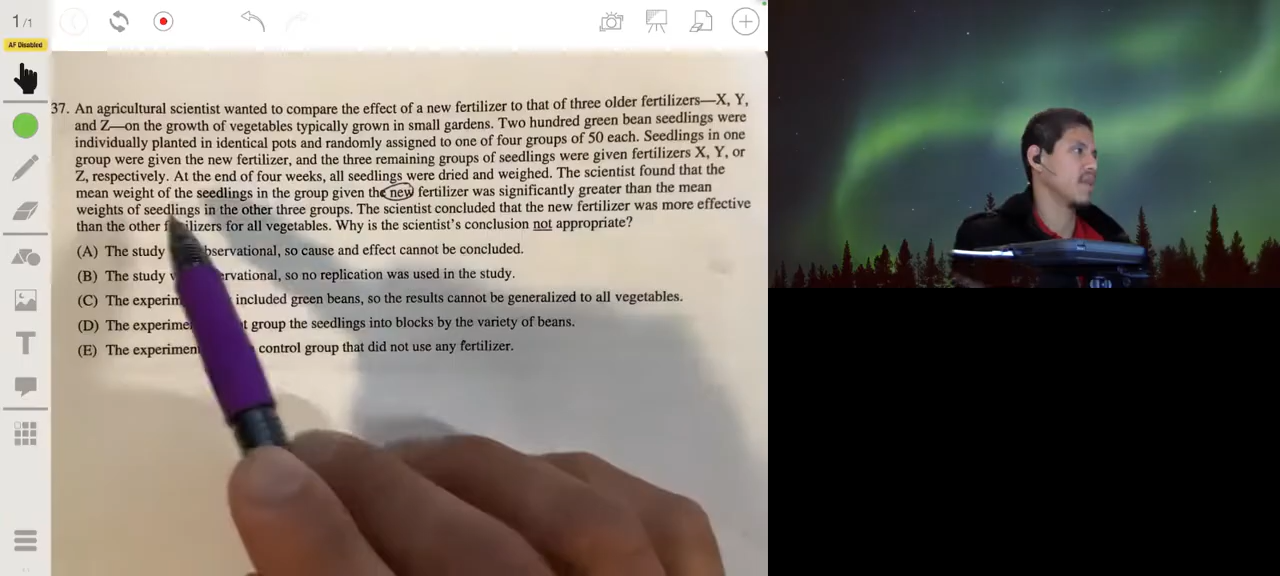 1/1
AF Disabled
37. An agricultural scientist wanted to compare the effect of a new fertilizer to that of three older fertilizers—X, Y,
and Z—on the growth of vegetables typically grown in small gardens. Two hundred green bean seedlings were
individually planted in identical pots and randomly assigned to one of four groups of 50 each. Seedlings in one
group were given the new fertilizer, and the three remaining groups of seedlings were given fertilizers X, Y, or
Z, respectively. At the end of four weeks, all seedlings were dried and weighed. The scientist found that the
mean weight of the seedlings in the group given the new fertilizer was significantly greater than the mean
weights of seedlings in the other three groups. The scientist concluded that the new fertilizer was more effective
than the other for all vegetables. Why is the scientist's conclusion not appropriate?
(A) The study so cause and effect cannot be concluded.
(B) The study so no replication was used in the study.
(C) The included green beans, so the results cannot be generalized to all vegetables.
(D) The group the seedlings into blocks by the variety of beans.
(E) The control group that did not use any fertilizer.
T